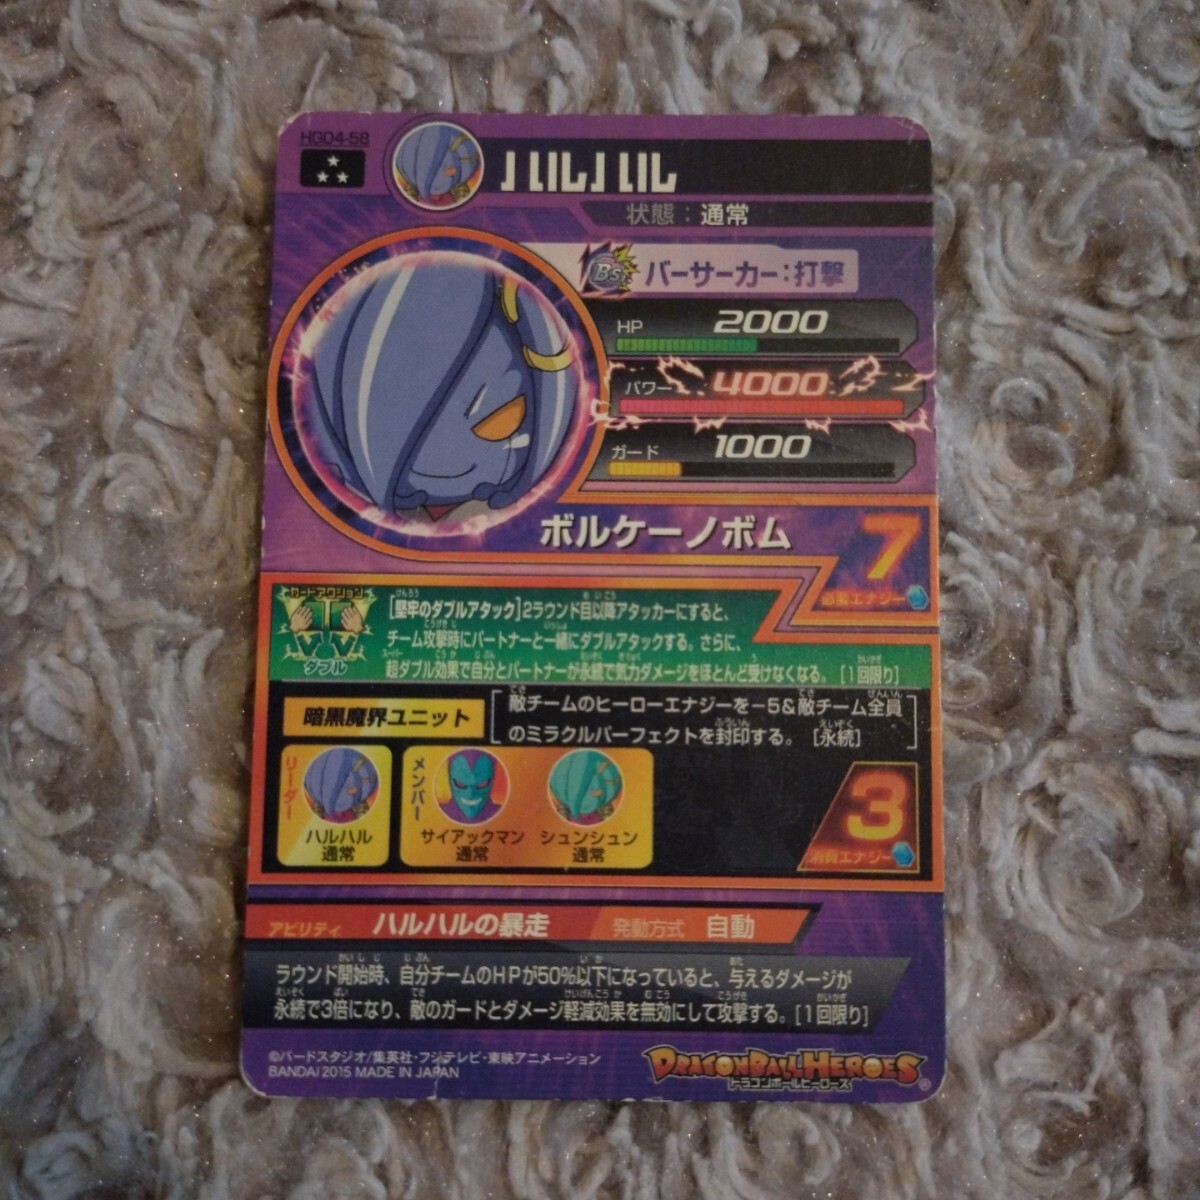 HGD4-58
ハルハル
状態:通常
Bs バーサーカー:打撃
HP 2000
パワー 4000
ガード 1000
ボルケーノボム
7
必要エナジー
カードアクション
ダブル
[堅牢のダブルアタック]2ラウンド目以降アタッカーにすると、
チーム攻撃時にパートナーと一緒にダブルアタックする。さらに、
超ダブル効果で自分とパートナーが永続で気力ダメージをほとんど受けなくなる。[1回限り]
暗黒魔界ユニット
敵チームのヒーローエナジーを-5&敵チーム全員
のミラクルパーフェクトを封印する。[永続]
リーダー
ハルハル
通常
メンバー
サイアックマン
通常
シュンシュン
通常
3
消費エナジー
アビリティ ハルハルの暴走 発動方式 自動
ラウンド開始時、自分チームのHPが50%以下になっていると、与えるダメージが
永続で3倍になり、敵のガードとダメージ軽減効果を無効にして攻撃する。[1回限り]
©バードスタジオ/集英社・フジテレビ・東映アニメーション
BANDAI 2015 MADE IN JAPAN
DRAGONBALL HEROES
ドラゴンボールヒーローズ
®